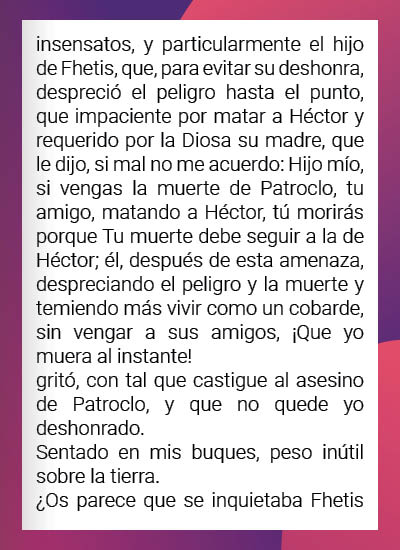 insensatos, y particularmente el hijo
de Fhetis, que, para evitar su deshonra,
despreció el peligro hasta el punto,
que impaciente por matar a Héctor y
requerido por la Diosa su madre, que
le dijo, si mal no me acuerdo: Hijo mío,
si vengas la muerte de Patroclo, tu
amigo, matando a Héctor, tú morirás
porque Tu muerte debe seguir a la de
Héctor; él, después de esta amenaza,
despreciando el peligro y la muerte y
temiendo más vivir como un cobarde,
sin vengar a sus amigos, ¡Que yo
muera al instante!
gritó, con tal que castigue al asesino
de Patroclo, y que no quede yo
deshonrado.
Sentado en mis buques, peso inútil
sobre la tierra.
¿Os parece que se inquietaba Fhetis